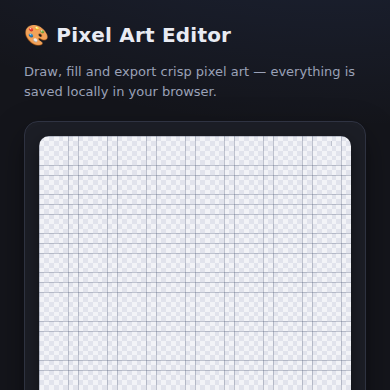 🎨 Pixel Art Editor
Draw, fill and export crisp pixel art — everything is
saved locally in your browser.